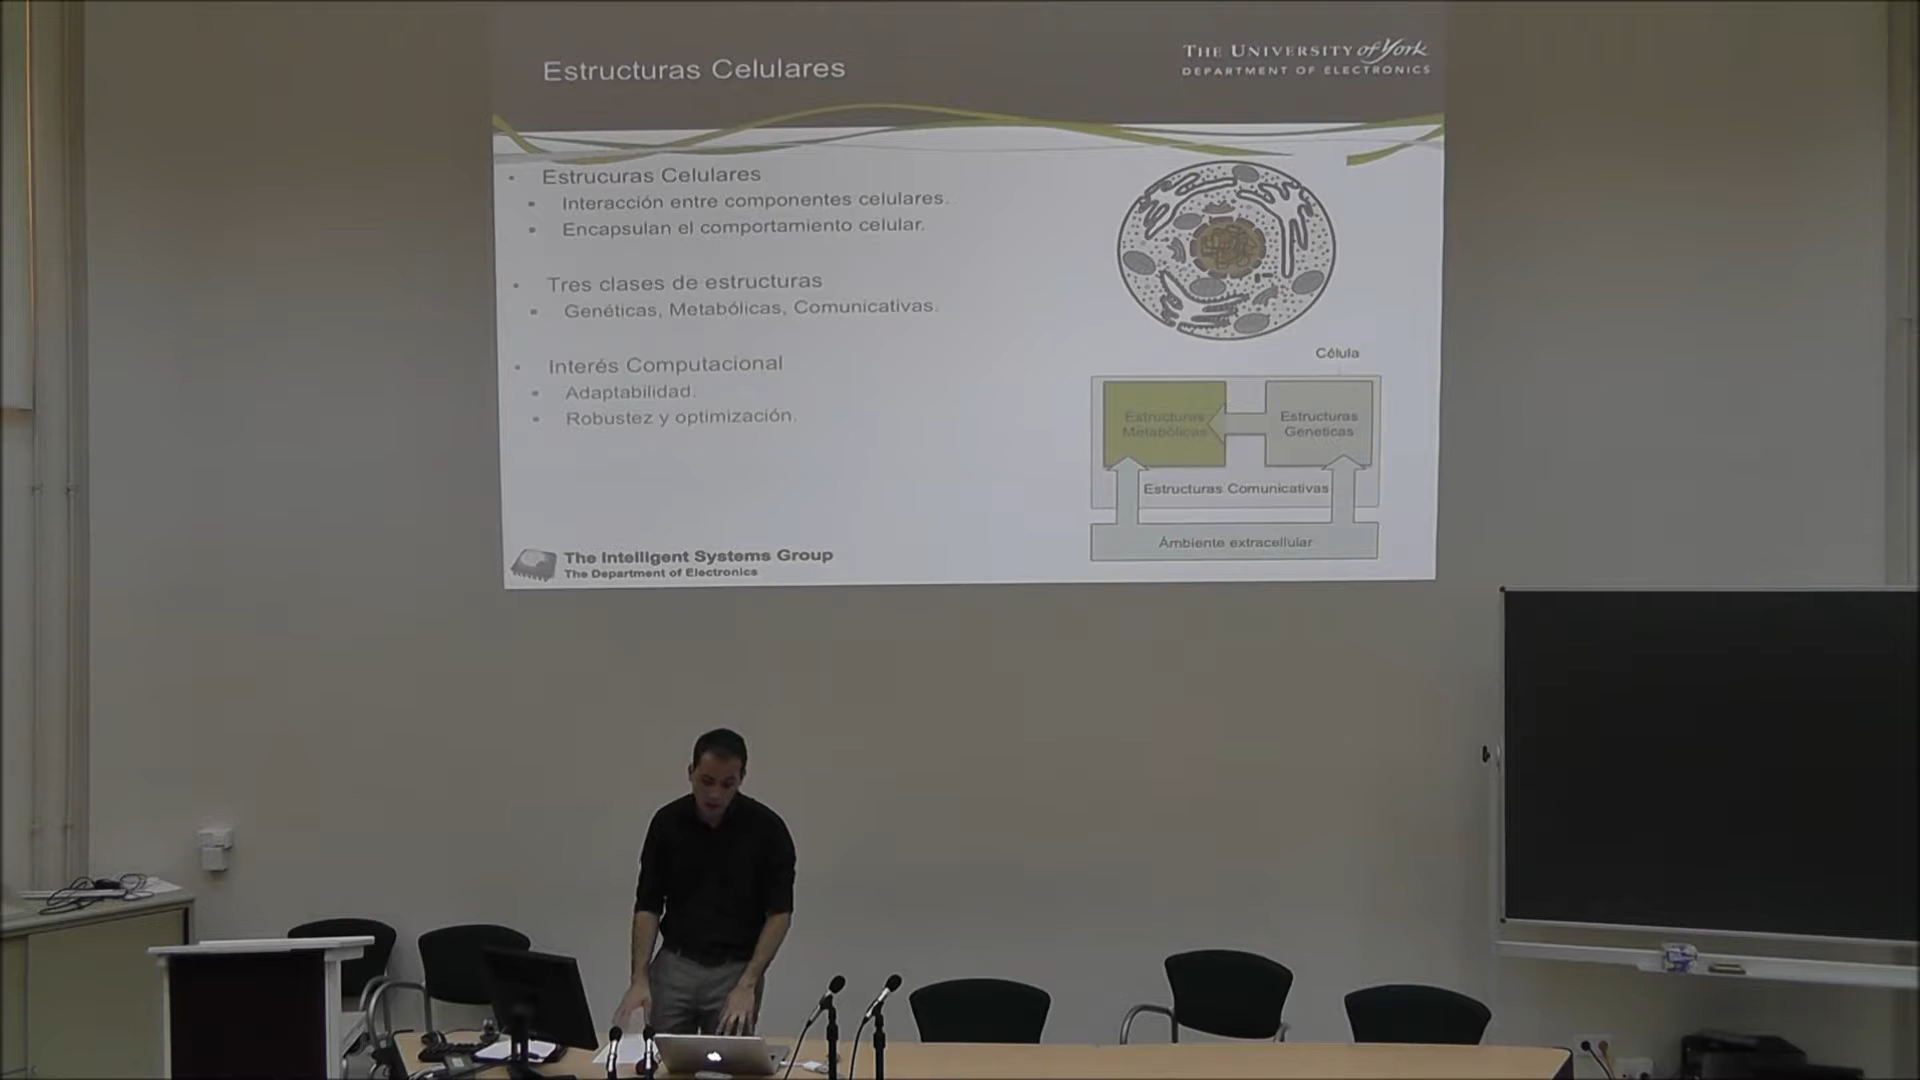 Estructuras Celulares
THE UNIVERSITY of York
DEPARTMENT OF ELECTRONICS
Estrucuras Celulares
Interacción entre componentes celulares.
Encapsulan el comportamiento celular.
Tres clases de estructuras
Genéticas, Metabólicas, Comunicativas.
Interés Computacional
Adaptabilidad.
Robustez y optimización.
Célula
Estructuras
Metabólicas
Estructuras
Geneticas
Estructuras Comunicativas
Ámbiente extracellular
The Intelligent Systems Group
The Department of Electronics